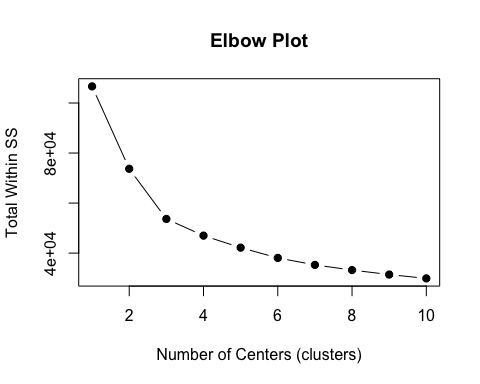 Elbow Plot
Total Within SS
8e+04
4e+04
2 4 6 8 10
Number of Centers (clusters)